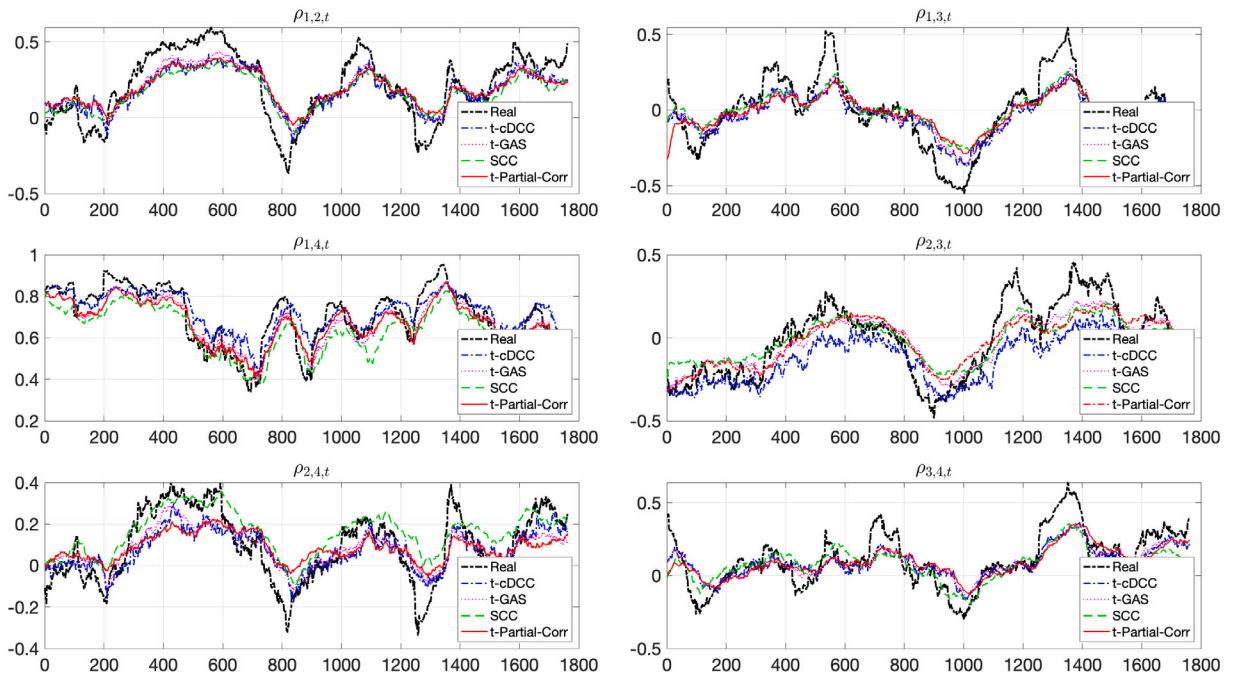 ρ1,2,t
0.5
0
-0.5
0 200 400 600 800 1000 1200 1400 1600 1800
Real
t-cDCC
t-GAS
SCC
t-Partial-Corr
ρ1,3,t
0.5
0
-0.5
0 200 400 600 800 1000 1200 1400 1600 1800
Real
t-cDCC
t-GAS
SCC
t-Partial-Corr
ρ1,4,t
1
0.8
0.6
0.4
0.2
0 200 400 600 800 1000 1200 1400 1600 1800
Real
t-cDCC
t-GAS
SCC
t-Partial-Corr
ρ2,3,t
0.5
0
-0.5
0 200 400 600 800 1000 1200 1400 1600 1800
Real
t-cDCC
t-GAS
SCC
t-Partial-Corr
ρ2,4,t
0.4
0.2
0
-0.2
0.4
0 200 400 600 800 1000 1200 1400 1600 1800
Real
t-cDCC
t-GAS
SCC
t-Partial-Corr
ρ3,4,t
0.5
0
-0.5
0 200 400 600 800 1000 1200 1400 1600 1800
Real
t-cDCC
t-GAS
SCC
t-Partial-Corr